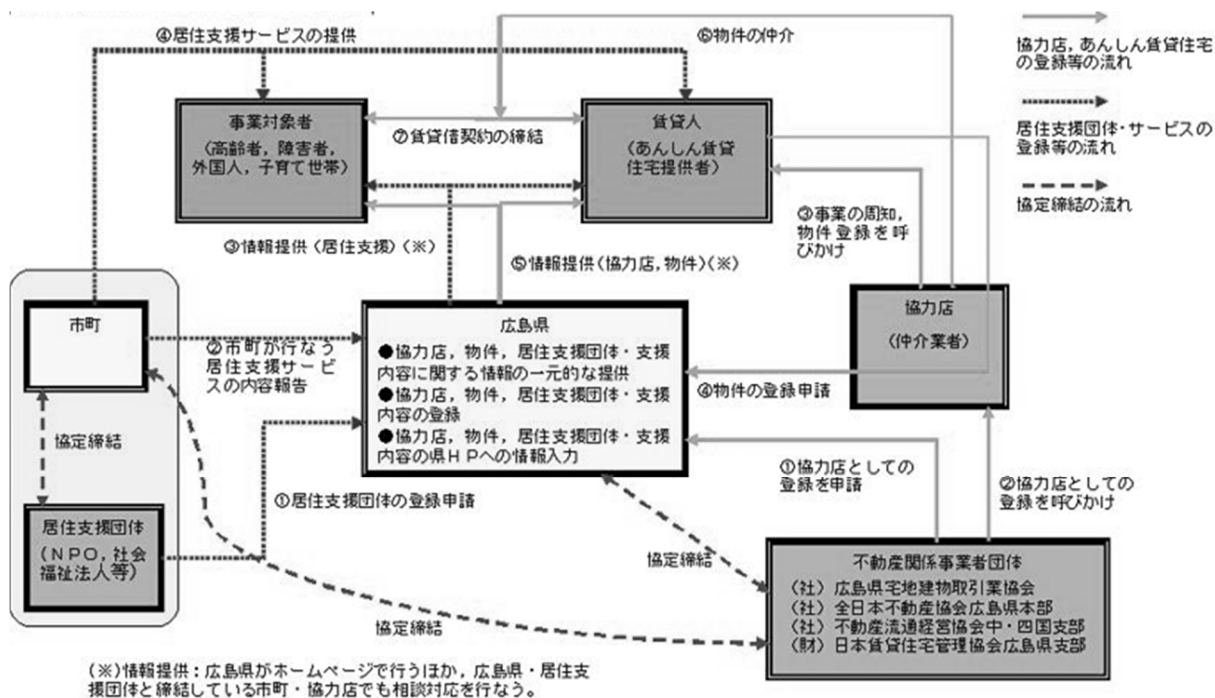 ④居住支援サービスの提供
⑥物件の仲介
協力店,あんしん賃貸住宅
の登録等の流れ
居住支援団体・サービスの
登録等の流れ
協定締結の流れ
事業対象者
(高齢者,障害者,
外国人,子育て世帯)
⑦賃貸借契約の締結
賃貸人
(あんしん賃貸
住宅提供者)
③情報提供(居住支援)(※)
⑤情報提供(協力店,物件)(※)
③事業の周知,
物件登録を呼
びかけ
市町
②市町が行なう
居住支援サービ
スの内容報告
広島県
●協力店,物件,居住支援団体・支援
内容に関する情報の一元的な提供
●協力店,物件,居住支援団体・支援
内容の登録
●協力店,物件,居住支援団体・支援
内容の県HPへの情報入力
協力店
(仲介業者)
④物件の登録申請
協定締結
①居住支援団体の登録申請
①協力店としての
登録を申請
②協力店としての
登録を呼びかけ
居住支援団体
(NPO,社会
福祉法人等)
協定締結
協定締結
不動産関係事業者団体
(社)広島県宅地建物取引業協会
(社)全日本不動産協会広島県本部
(社)不動産流通経営協会中・四国支部
(財)日本賃貸住宅管理協会広島県支部
(※)情報提供:広島県がホームページで行うほか,広島県・居住支
援団体と締結している市町・協力店でも相談対応を行なう。